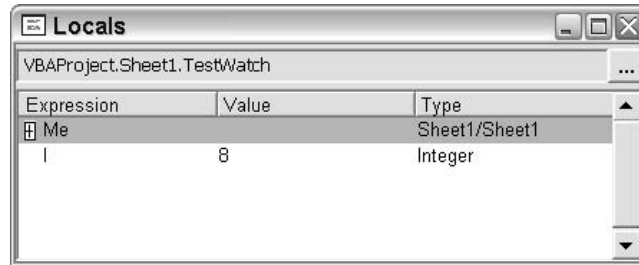 Locals
VBAProject.Sheet1.TestWatch ...
Expression Value Type
Me Sheet1/Sheet1
I 8 Integer